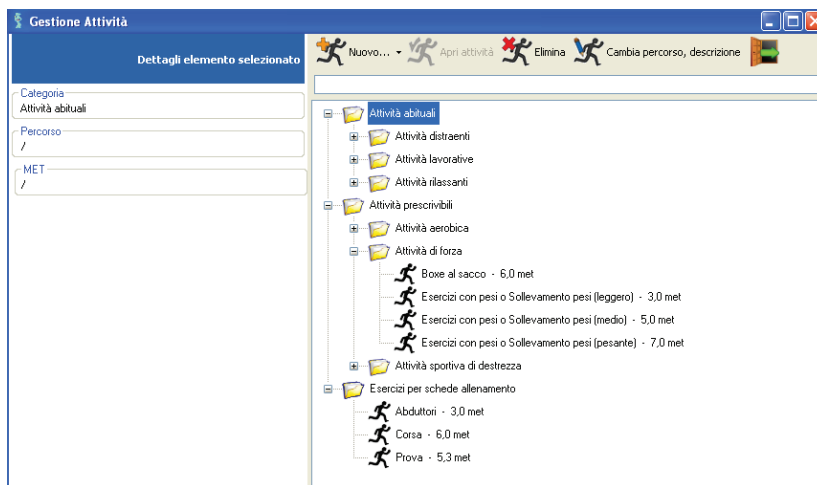 Gestione Attività
Dettagli elemento selezionato
Categoria
Attività abituali
Percorso
/
MET
/
Nuovo... Apri attività Elimina Cambia percorso, descrizione
Attività abituali
Attività distraenti
Attività lavorative
Attività rilassanti
Attività prescrivibili
Attività aerobica
Attività di forza
Boxe al sacco - 6,0 met
Esercizi con pesi o Sollevamento pesi (leggero) - 3,0 met
Esercizi con pesi o Sollevamento pesi (medio) - 5,0 met
Esercizi con pesi o Sollevamento pesi (pesante) - 7,0 met
Attività sportiva di destrezza
Esercizi per schede allenamento
Abduttori - 3,0 met
Corsa - 6,0 met
Prova - 5,3 met